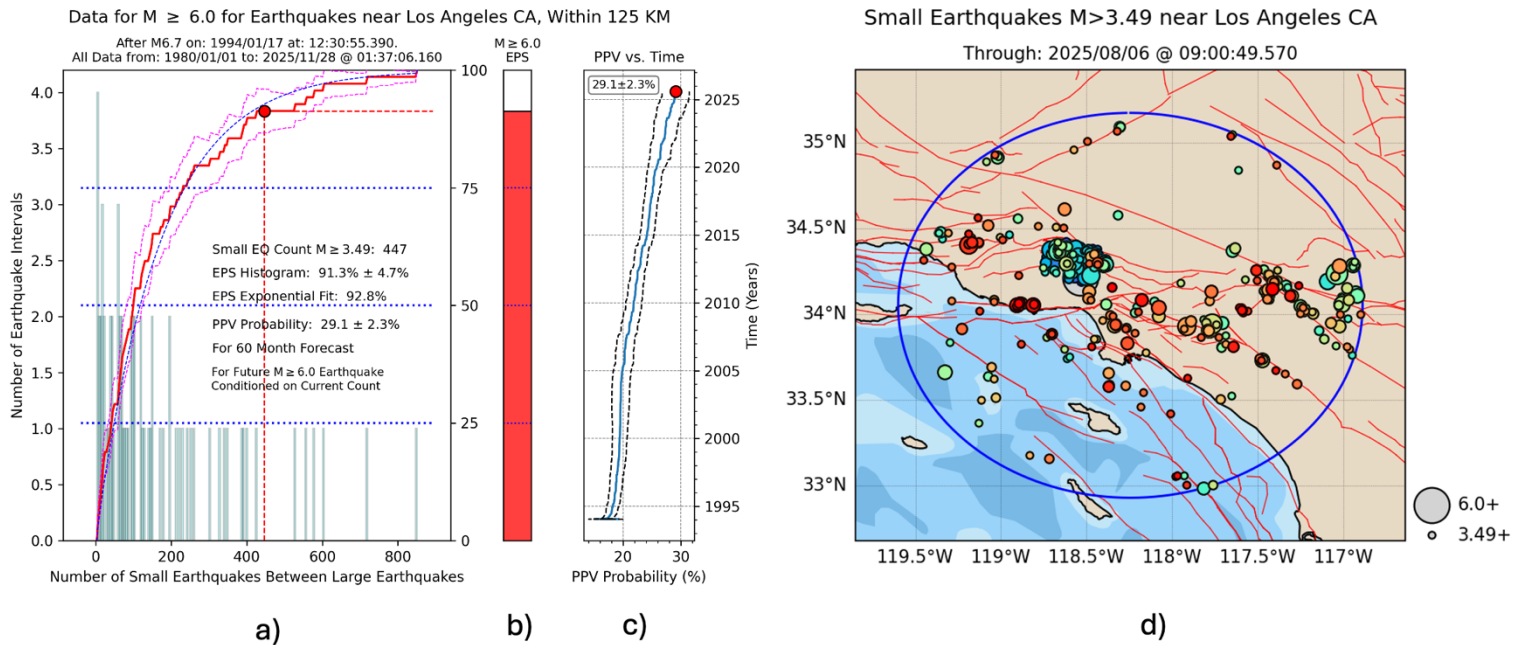 Data for M ≥ 6.0 for Earthquakes near Los Angeles CA, Within 125 KM
After M6.7 on: 1994/01/17 at: 12:30:55.390.
All Data from: 1980/01/01 to: 2025/11/28 @ 01:37:06.160
Number of Earthquake Intervals
4.0
3.5
3.0
2.5
2.0
1.5
1.0
0.5
0.0
0
200
400
600
800
Number of Small Earthquakes Between Large Earthquakes
100
75
50
25
0
Small EQ Count M≥3.49: 447
EPS Histogram: 91.3% ± 4.7%
EPS Exponential Fit: 92.8%
PPV Probability: 29.1 ± 2.3%
For 60 Month Forecast
For Future M≥6.0 Earthquake
Conditioned on Current Count
a)
M≥6.0
EPS
b)
PPV vs. Time
29.1±2.3%
2025
2020
2015
2010
2005
2000
1995
Time (Years)
20
30
PPV Probability (%)
c)
Small Earthquakes M>3.49 near Los Angeles CA
Through: 2025/08/06 @ 09:00:49.570
35°N
34.5°N
34°N
33.5°N
33°N
119.5°W
119°W
118.5°W
118°W
117.5°W
117°W
6.0+
3.49+
d)